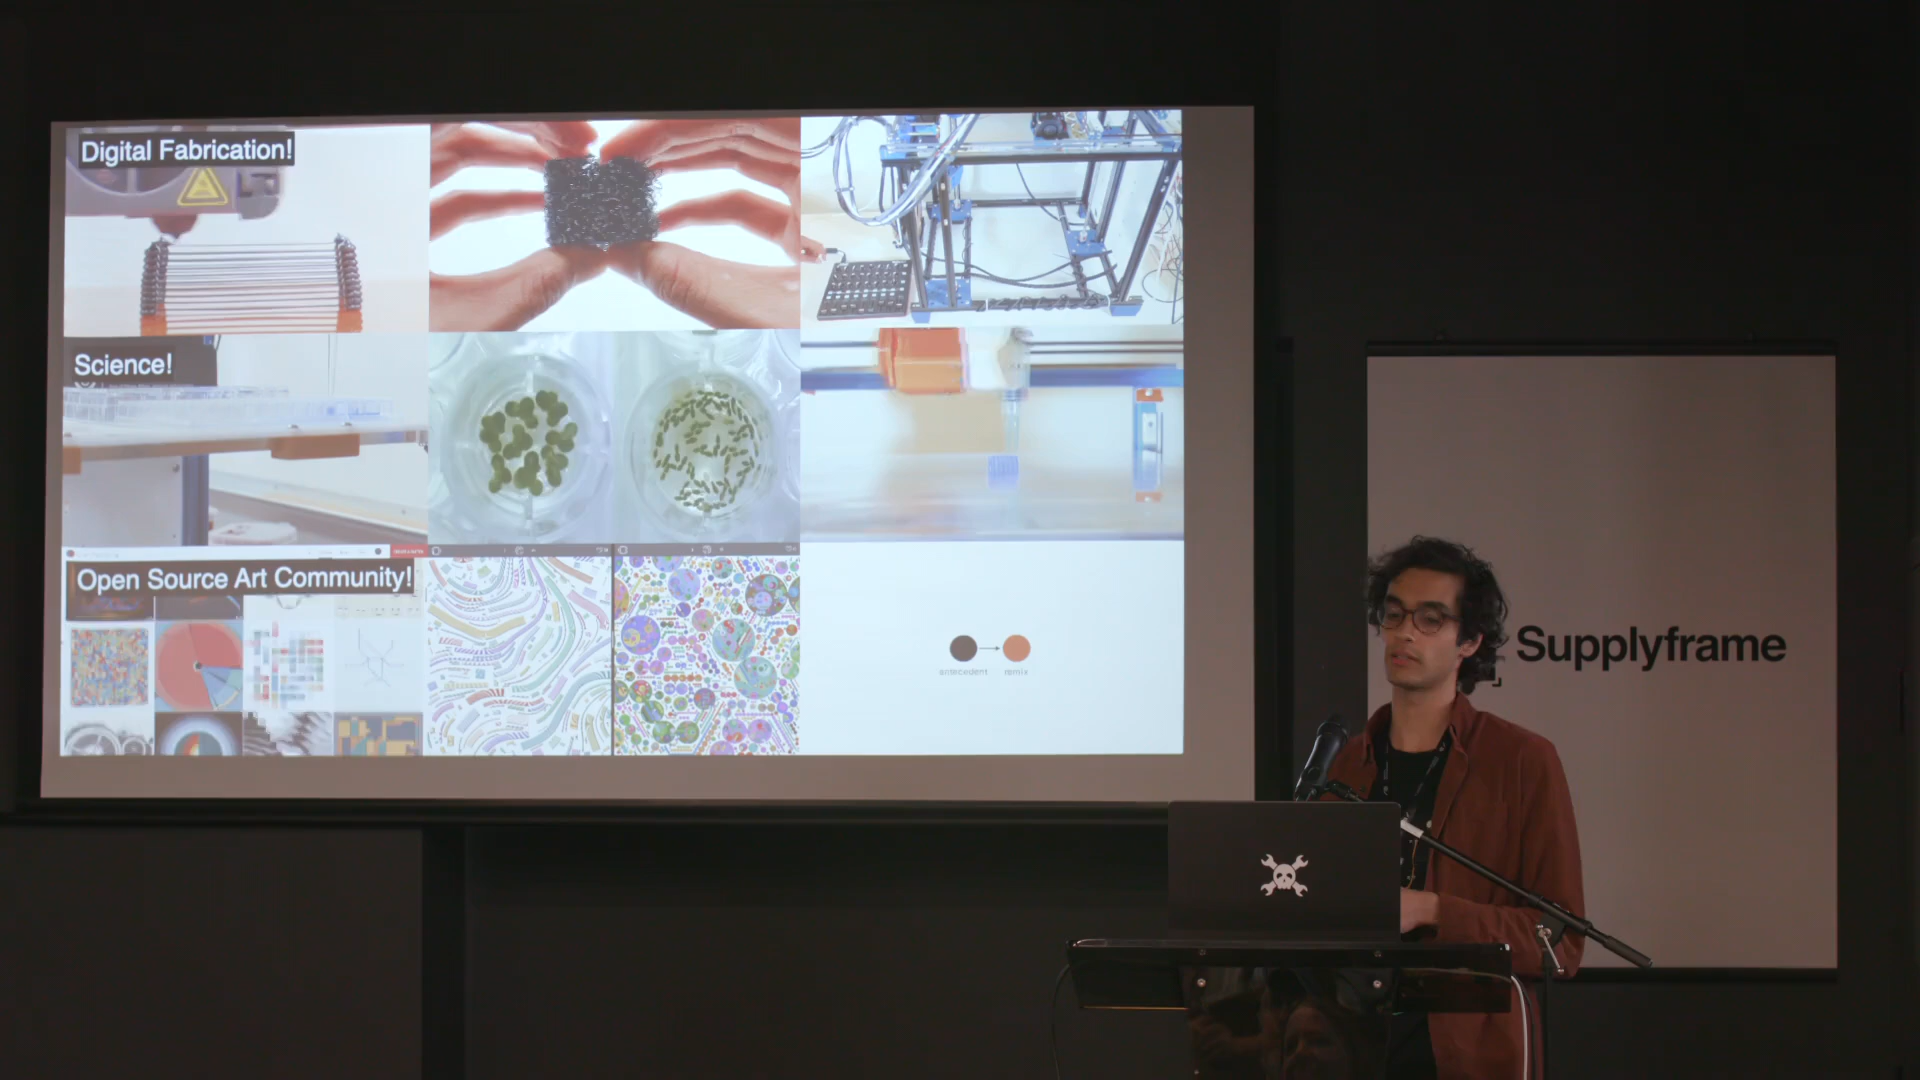 Digital Fabrication!
Science!
Open Source Art Community!
antecedent
remix
Supplyframe